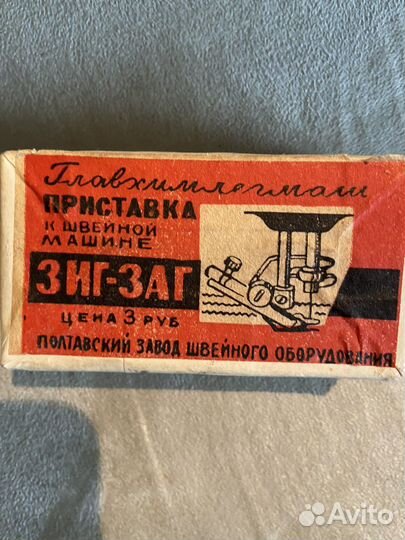 Главхимлегмаш
ПРИСТАВКА
К ШВЕЙНОЙ
МАШИНЕ
ЗИГ-ЗАГ
ЦЕНА 3 РУБ
ПОЛТАВСКИЙ ЗАВОД ШВЕЙНОГО ОБОРУДОВАНИЯ
Avito